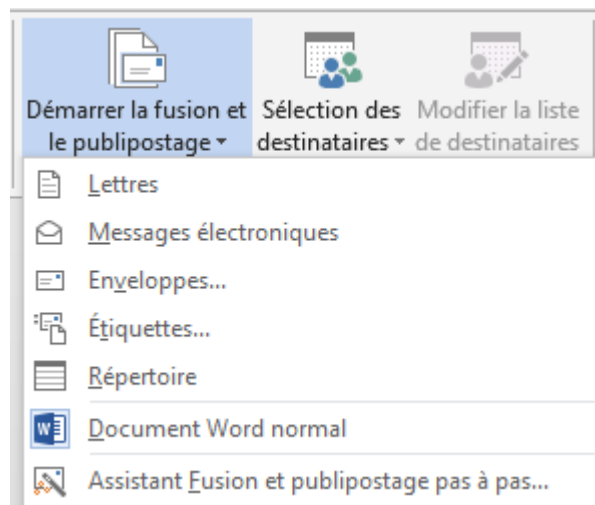 Démarrer la fusion et le publipostage
Sélection des destinataires
Modifier la liste de destinataires
Lettres
Messages électroniques
Enveloppes...
Étiquettes...
Répertoire
Document Word normal
Assistant Fusion et publipostage pas à pas...